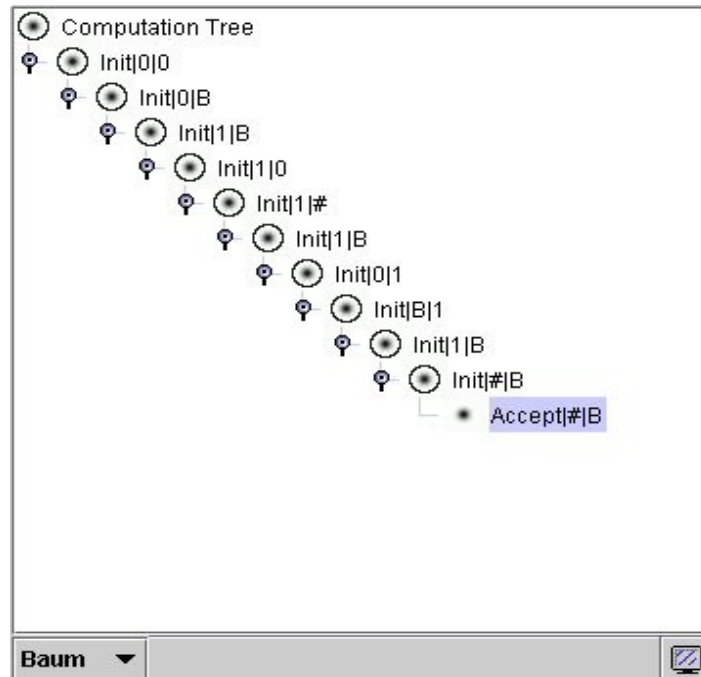 Computation Tree
Init|0|0
Init|0|B
Init|1|B
Init|1|0
Init|1|#
Init|1|B
Init|0|1
Init|B|1
Init|1|B
Init|#|B
Accept|#|B
Baum